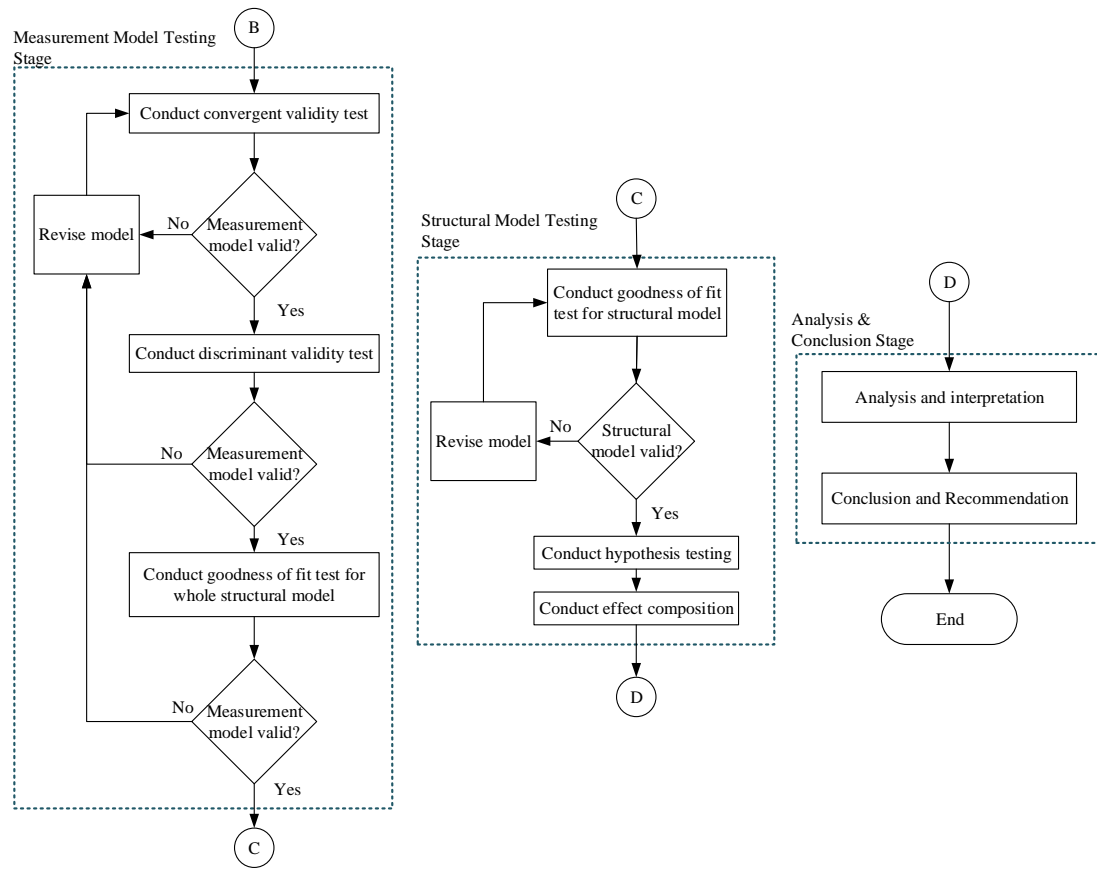 B
Measurement Model Testing
Stage
Conduct convergent validity test
No
Measurement
model valid?
Revise model
Yes
Conduct discriminant validity test
No
Measurement
model valid?
Yes
Conduct goodness of fit test for
whole structural model
No
Measurement
model valid?
Yes
C
C
Structural Model Testing
Stage
Conduct goodness of fit
test for structural model
No
Structural
model valid?
Revise model
Yes
Conduct hypothesis testing
Conduct effect composition
D
D
Analysis &
Conclusion Stage
Analysis and interpretation
Conclusion and Recommendation
End